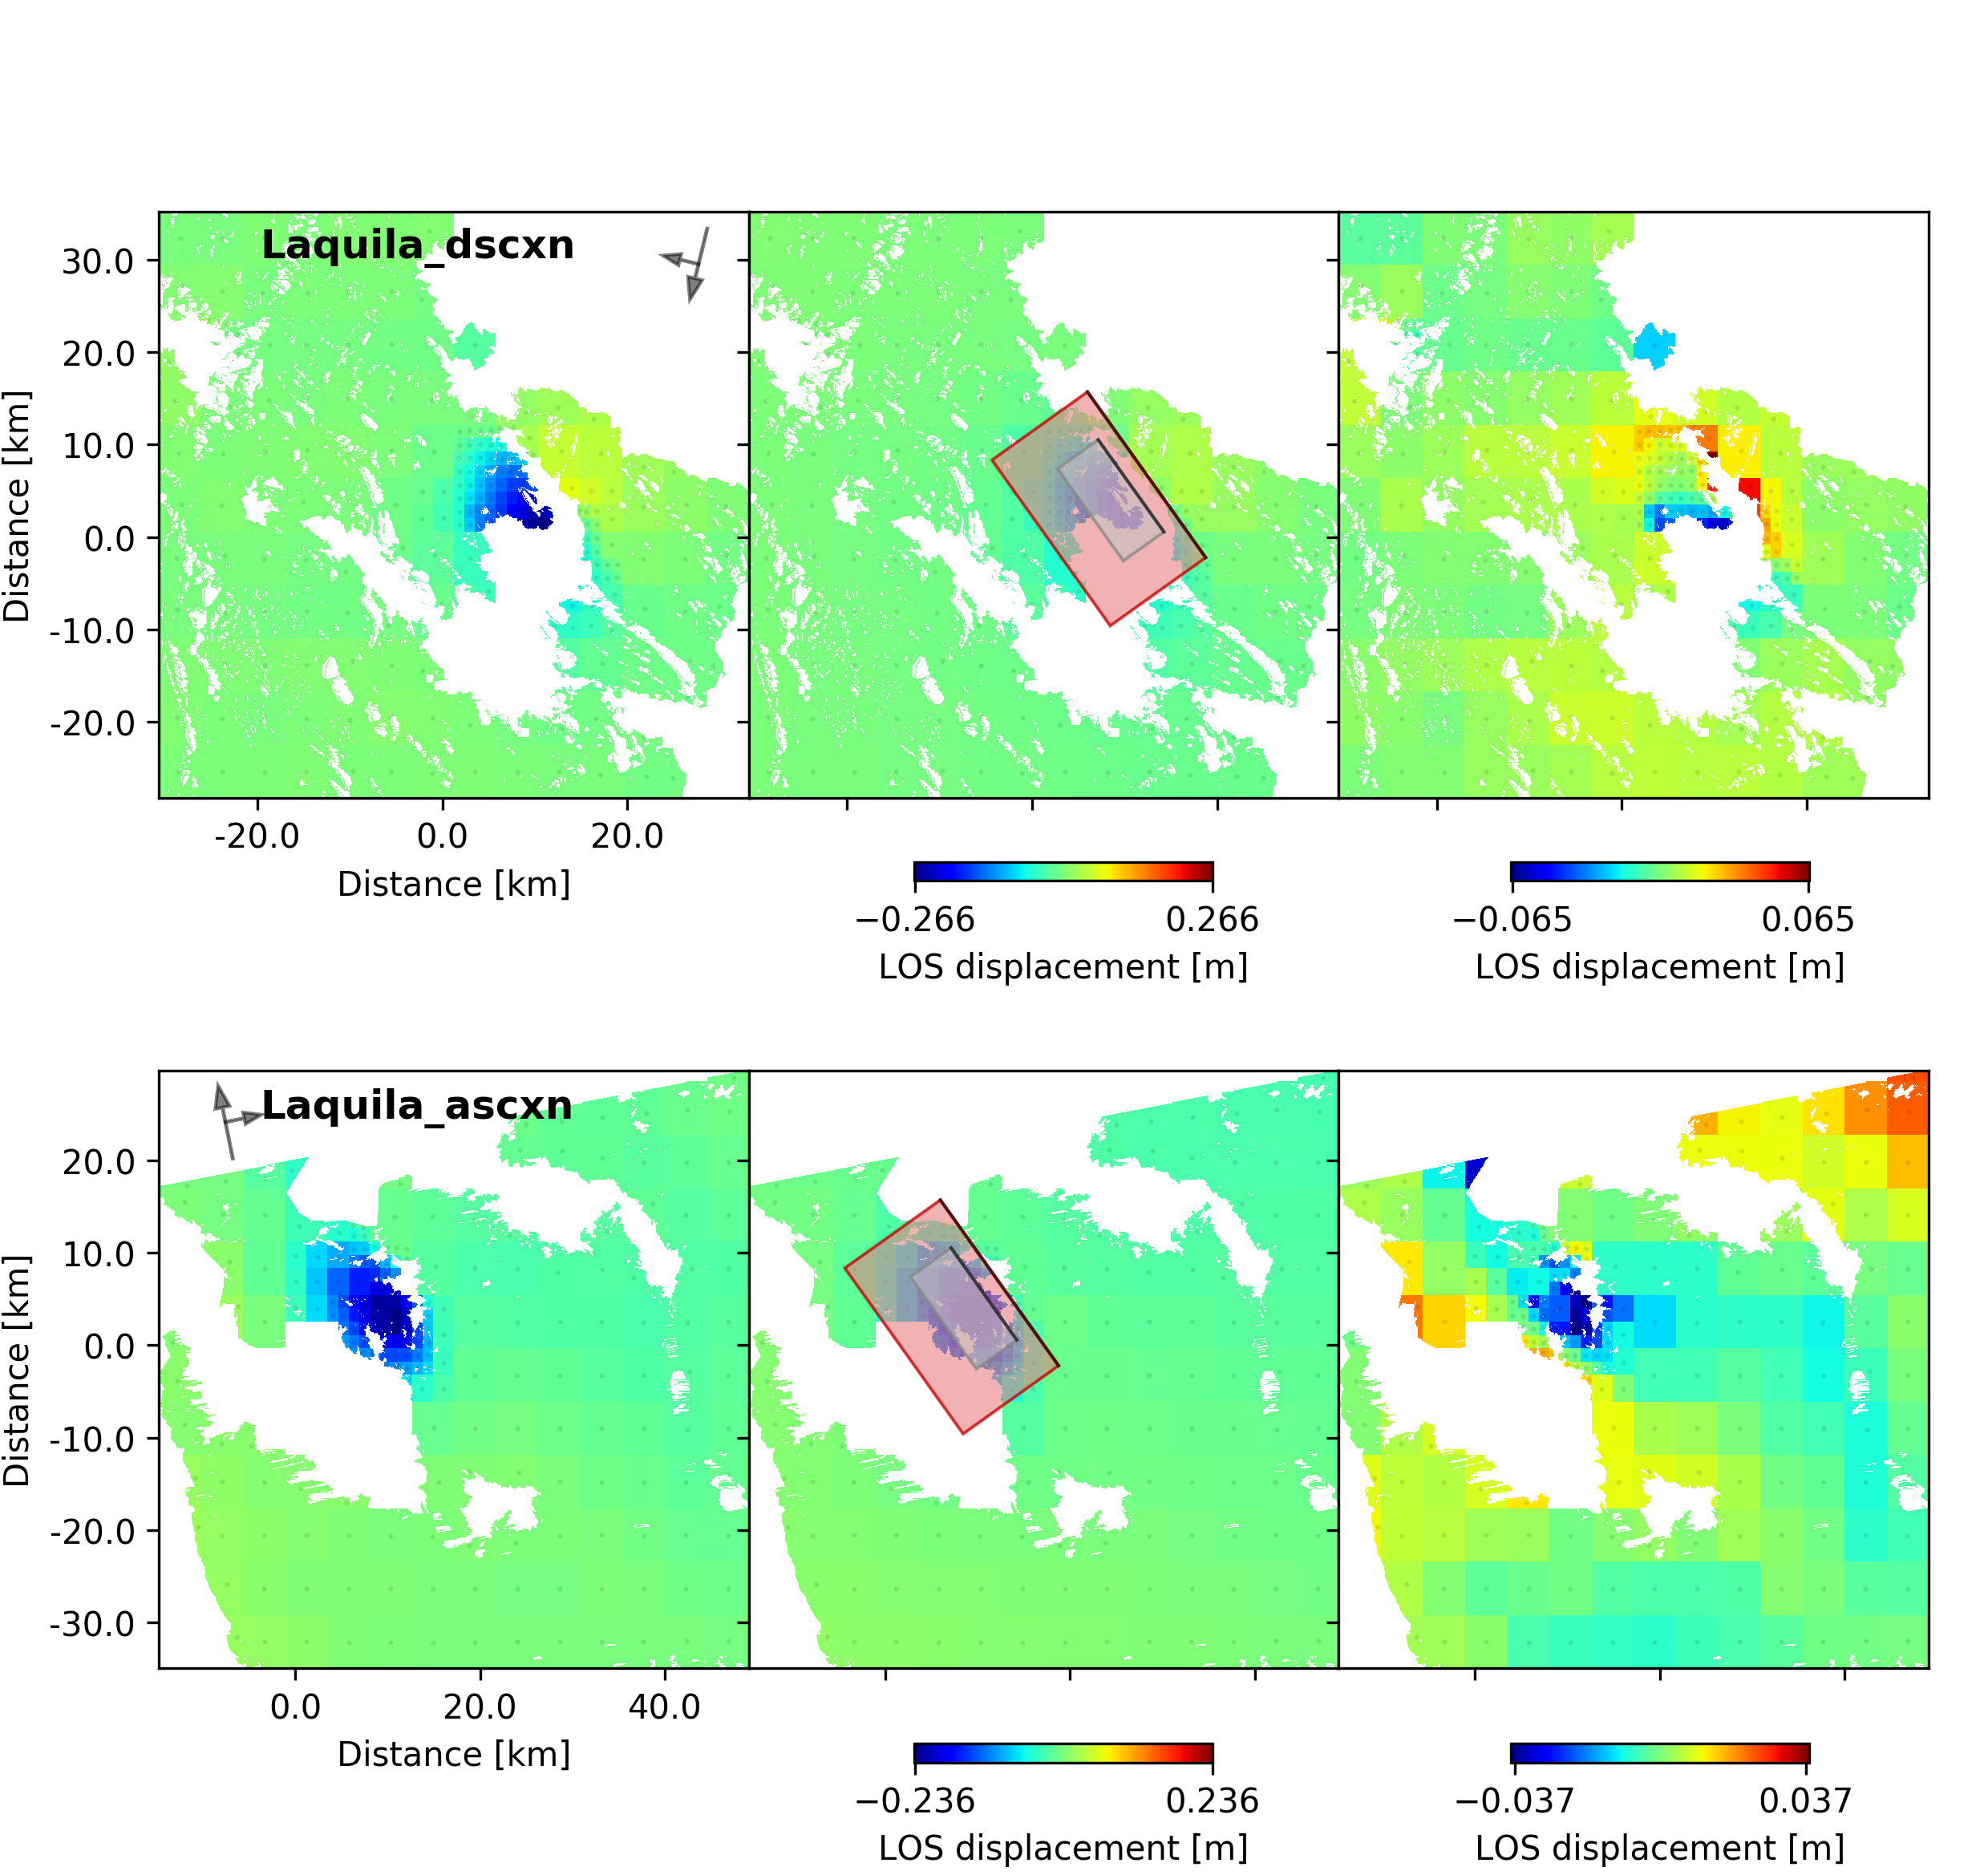 Laquila_dscxn
30.0
20.0
10.0
0.0
-10.0
-20.0
Distance [km]
-20.0 0.0 20.0
Distance [km]
−0.266 0.266
LOS displacement [m]
−0.065 0.065
LOS displacement [m]
Laquila_ascxn
20.0
10.0
0.0
-10.0
-20.0
-30.0
Distance [km]
0.0 20.0 40.0
Distance [km]
−0.236 0.236
LOS displacement [m]
−0.037 0.037
LOS displacement [m]